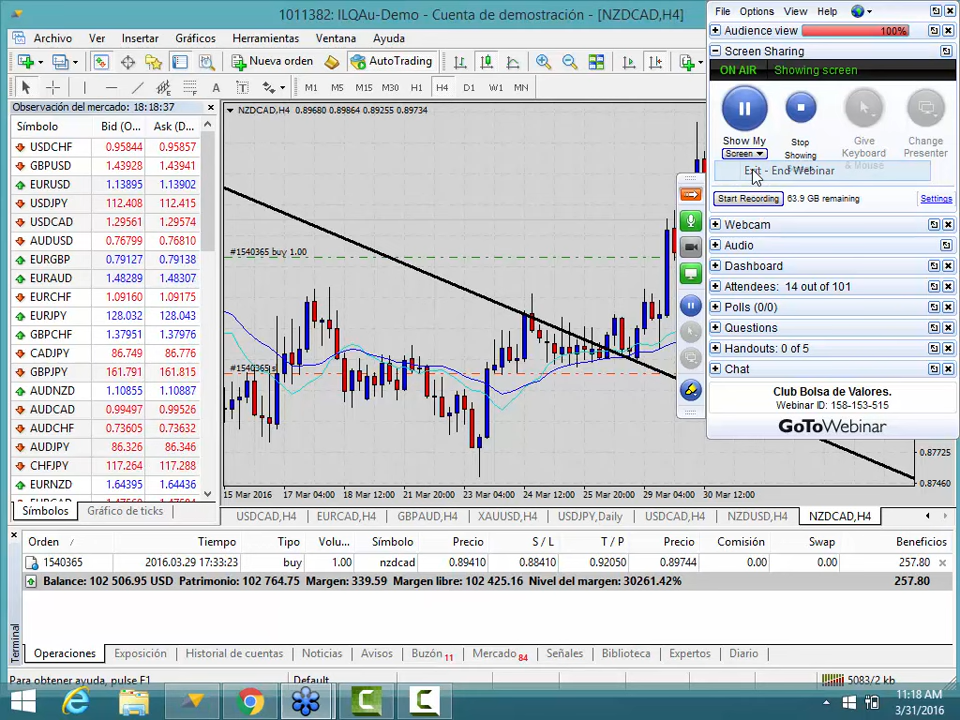 1011382: ILQAu-Demo - Cuenta de demostración - [NZDCAD,H4]
Archivo Ver Insertar Gráficos Herramientas Ventana Ayuda
Nueva orden AutoTrading
M1 M5 M15 M30 H1 H4 D1 W1 MN
Observación del mercado: 18:18:37
Símbolo Bid (O... Ask (D...
USDCHF 0.95844 0.95857
GBPUSD 1.43928 1.43941
EURUSD 1.13895 1.13902
USDJPY 112.408 112.415
USDCAD 1.29561 1.29574
AUDUSD 0.76799 0.76810
EURGBP 0.79127 0.79138
EURAUD 1.48289 1.48308
EURCHF 1.09160 1.09175
EURJPY 128.032 128.043
GBPCHF 1.37951 1.37976
CADJPY 86.749 86.776
GBPJPY 161.791 161.815
AUDNZD 1.10855 1.10887
AUDCAD 0.99497 0.99526
AUDCHF 0.73605 0.73632
AUDJPY 86.326 86.346
CHFJPY 117.264 117.288
EURNZD 1.64395 1.64436
Símbolos Gráfico de ticks
NZDCAD,H4 0.89680 0.89864 0.89255 0.89734
#1540365 buy 1.00
#1540365 s
0.87725
0.87460
15 Mar 2016 17 Mar 04:00 18 Mar 12:00 21 Mar 20:00 23 Mar 04:00 24 Mar 12:00 25 Mar 20:00 29 Mar 04:00 30 Mar 12:00
USDCAD,H4 EURCAD,H4 GBPAUD,H4 XAUUSD,H4 USDJPY,Daily USDCAD,H4 NZDUSD,H4 NZDCAD,H4
File Options View Help
Audience view 100%
Screen Sharing
ON AIR Showing screen
Show My
Screen
Stop
Showing
Give
Keyboard
& Mouse
Change
Presenter
Exit - End Webinar
Start Recording 63.9 GB remaining Settings
Webcam
Audio
Dashboard
Attendees: 14 out of 101
Polls (0/0)
Questions
Handouts: 0 of 5
Chat
Club Bolsa de Valores.
Webinar ID: 158-153-515
GoToWebinar
Orden Tiempo Tipo Volu... Símbolo Precio S / L T / P Precio Comisión Swap Beneficios
1540365 2016.03.29 17:33:23 buy 1.00 nzdcad 0.89410 0.88410 0.92050 0.89744 0.00 0.00 257.80
Balance: 102 506.95 USD Patrimonio: 102 764.75 Margen: 339.59 Margen libre: 102 425.16 Nivel del margen: 30261.42% 257.80
Terminal
Operaciones Exposición Historial de cuentas Noticias Avisos Buzón 11 Mercado 84 Señales Biblioteca Expertos Diario
Para obtener ayuda, pulse F1 Default 5083/2 kb
11:18 AM
3/31/2016